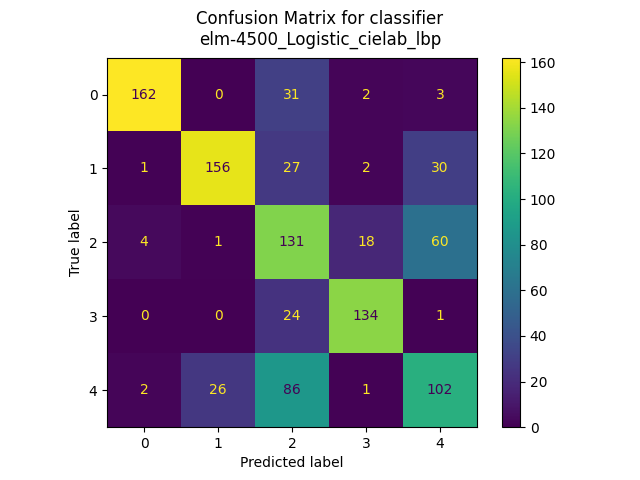 Confusion Matrix for classifier
elm-4500_Logistic_cielab_lbp
True label
0 162 0 31 2 3
1 1 156 27 2 30
2 4 1 131 18 60
3 0 0 24 134 1
4 2 26 86 1 102
0 1 2 3 4
Predicted label
160
140
120
100
80
60
40
20
0